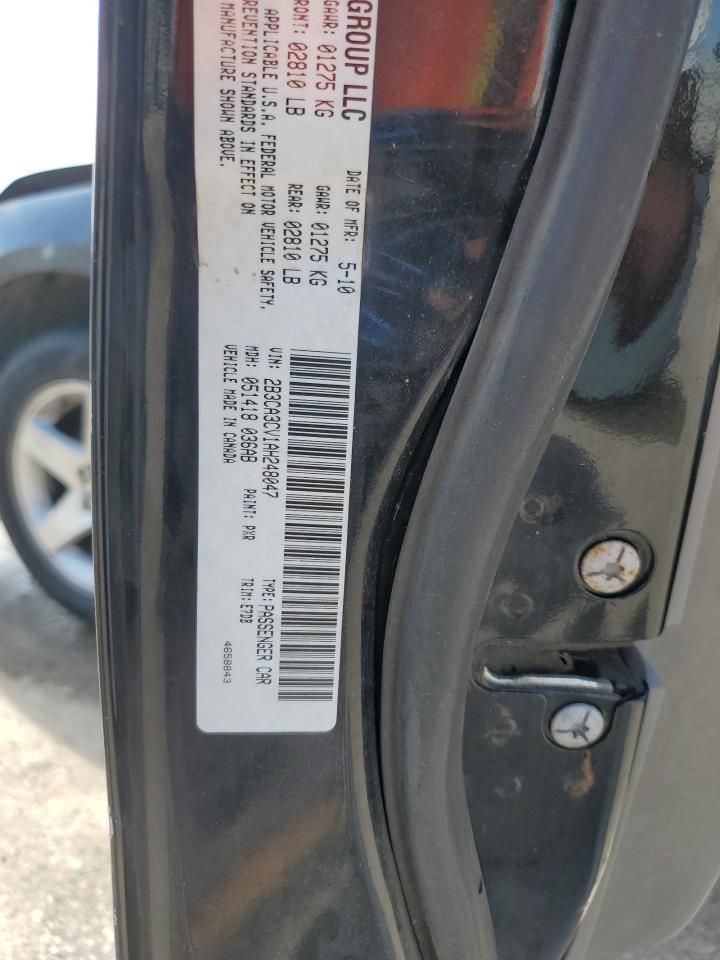 GROUP LLC
DATE OF MFR: 5-10
GAWR: 01275 KG
GAWR: 01275 KG
FRONT: 02810 LB
REAR: 02810 LB
APPLICABLE U.S.A. FEDERAL MOTOR VEHICLE SAFETY,
REVENTION STANDARDS IN EFFECT ON
MANUFACTURE SHOWN ABOVE.
VIN: 2B3CA3CV1AH248047
TYPE: PASSENGER CAR
MDH: 051418 036AB
PAINT: PXR
TRIM: E7DB
VEHICLE MADE IN CANADA
4658843